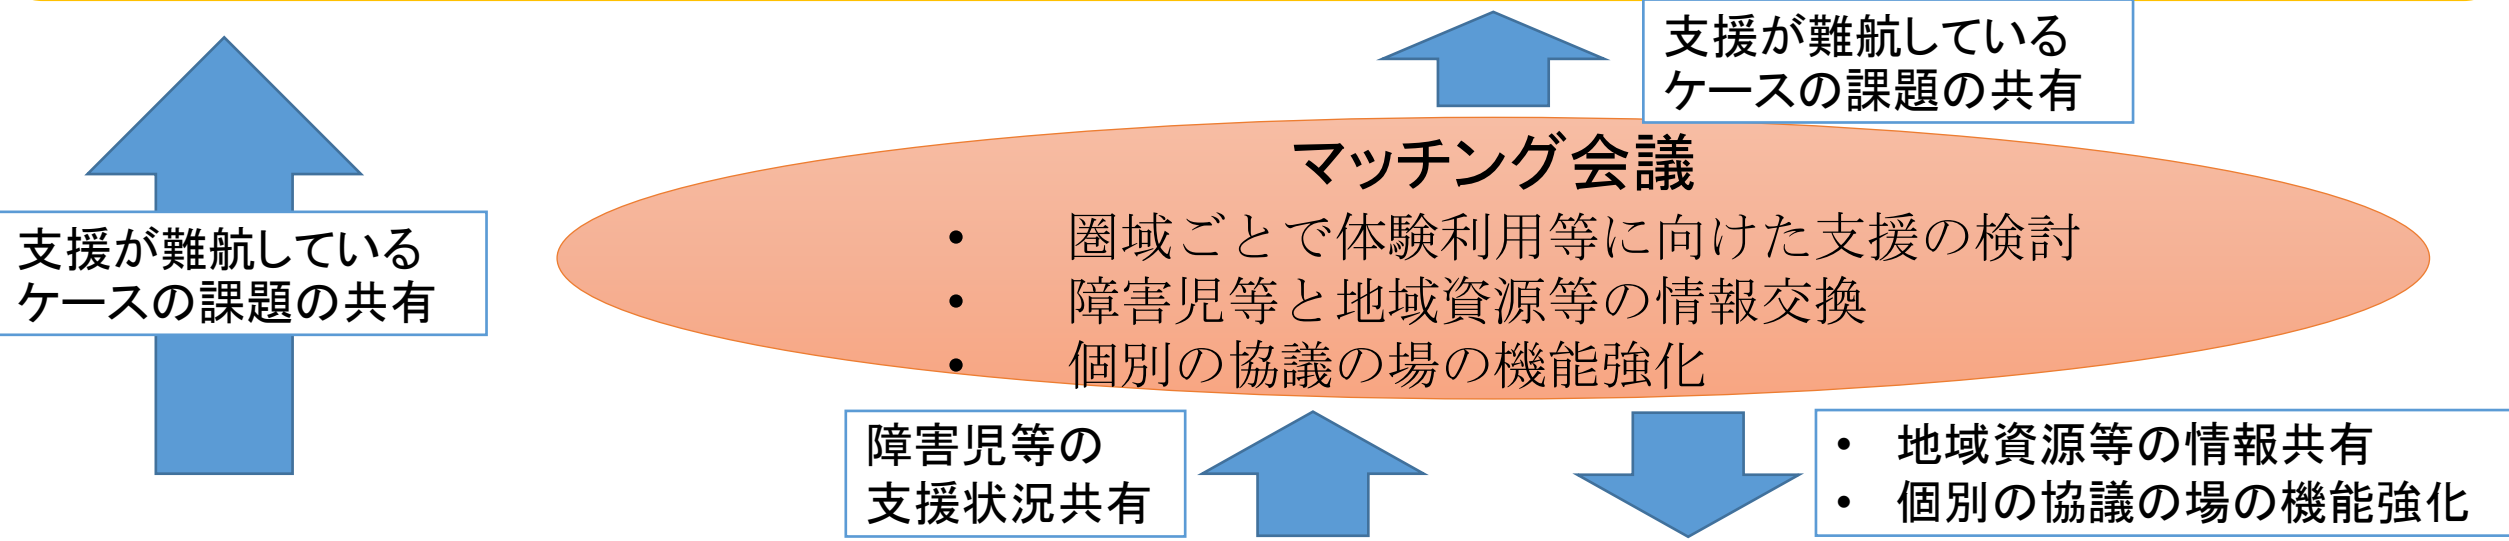 支援が難航している
ケースの課題の共有
支援が難航している
ケースの課題の共有
マッチング会議
• 圏域ごとで体験利用等に向けた支援の検討
• 障害児等と地域資源等の情報交換
• 個別の協議の場の機能強化
障害児等の
支援状況共有
• 地域資源等の情報共有
• 個別の協議の場の機能強化